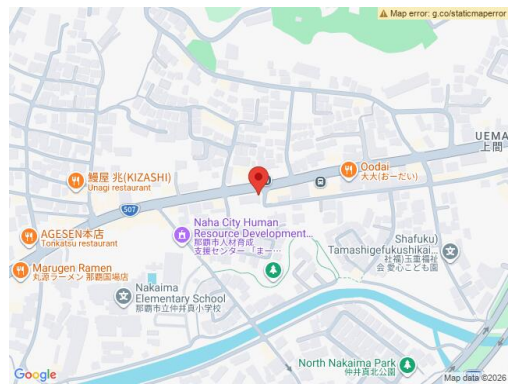 Map error: g.co/staticmaperror
UEMA
上間
Oodai
大大(おーだい)
鰻屋 兆(KIZASHI)
Unagi restaurant
507
AGESEN本店
Tonkatsu restaurant
Naha City Human
Resource Development...
那覇市人材育成
支援センター「まー...
Shafuku)
Tamashigefukushikai...
社福)玉重福祉
会 愛心こども園
Marugen Ramen
丸源ラーメン 那覇国場店
Nakaima
Elementary School
那覇市立仲井真小学校
North Nakaima Park
仲井真北公園
Google
Map data ©2026